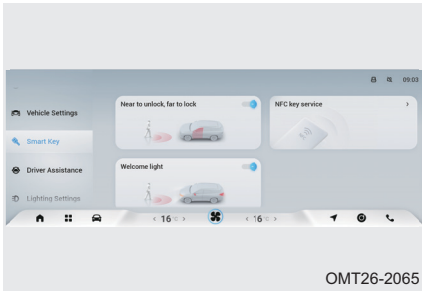 09:03
Vehicle Settings
Near to unlock, far to lock
NFC key service
Smart Key
Driver Assistance
Welcome light
Lighting Settings
16 °C
16 °C
OMT26-2065